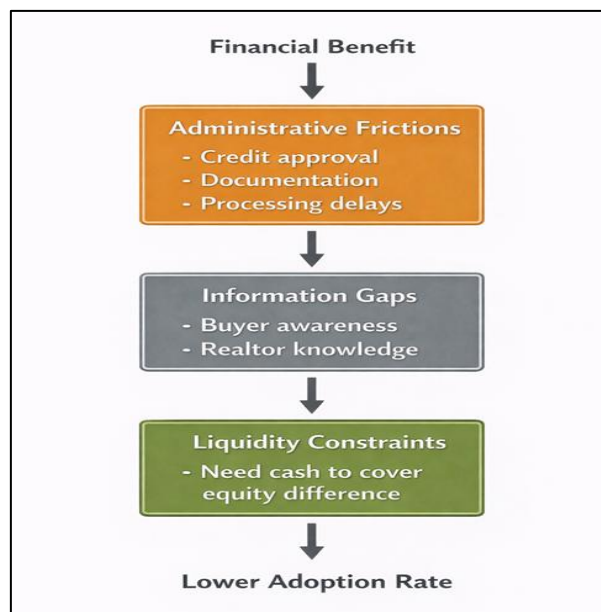 Financial Benefit
Administrative Frictions
- Credit approval
- Documentation
- Processing delays
Information Gaps
- Buyer awareness
- Realtor knowledge
Liquidity Constraints
- Need cash to cover
equity difference
Lower Adoption Rate